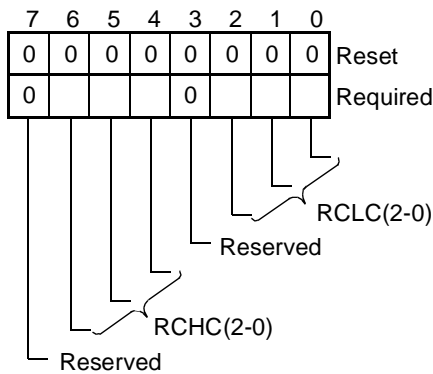 7 6 5 4 3 2 1 0
0 0 0 0 0 0 0 0 Reset
0 0 Required
RCLC(2-0)
Reserved
RCHC(2-0)
Reserved